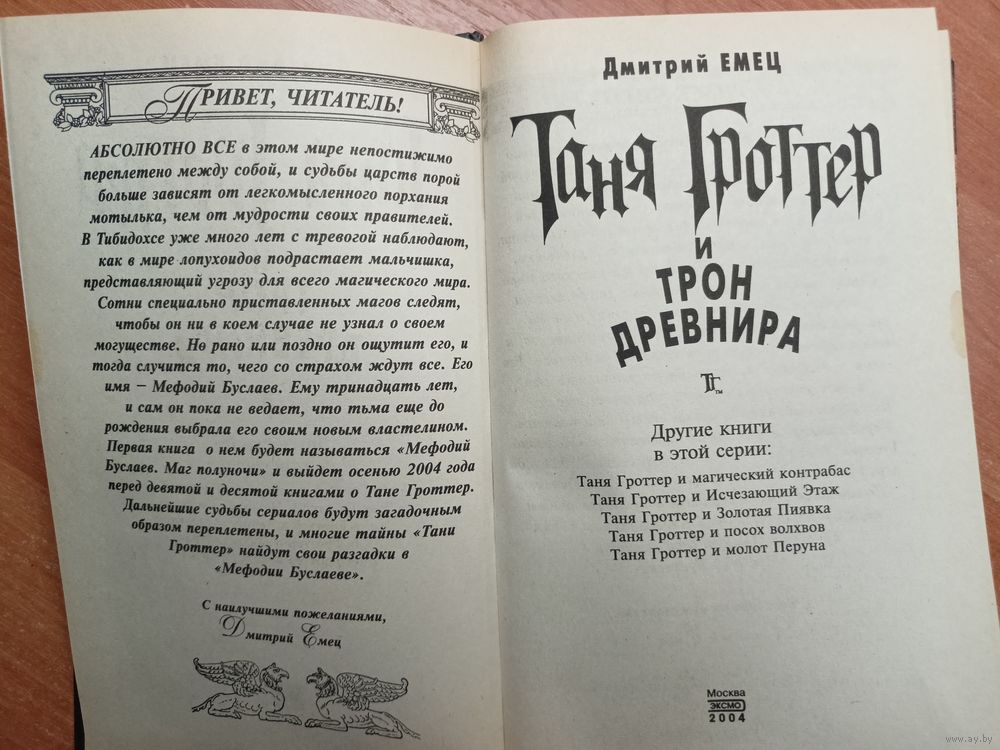 ПРИВЕТ, ЧИТАТЕЛЬ!
АБСОЛЮТНО ВСЕ в этом мире непостижимо
переплетено между собой, и судьбы царств порой
больше зависят от легкомысленного порхания
мотылька, чем от мудрости своих правителей.
В Тибидохсе уже много лет с тревогой наблюдают,
как в мире лопухоидов подрастает мальчишка,
представляющий угрозу для всего магического мира.
Сотни специально приставленных магов следят,
чтобы он ни в коем случае не узнал о своем
могуществе. Но рано или поздно он ощутит его, и
тогда случится то, чего со страхом ждут все. Его
имя – Мефодий Буслаев. Ему тринадцать лет,
и сам он пока не ведает, что тьма еще до
рождения выбрала его своим новым властелином.
Первая книга о нем будет называться «Мефодий
Буслаев. Маг полуночи» и выйдет осенью 2004 года
перед девятой и десятой книгами о Тане Гроттер.
Дальнейшие судьбы сериалов будут загадочным
образом переплетены, и многие тайны «Тани
Гроттер» найдут свои разгадки в
«Мефодии Буслаеве».
С наилучшими пожеланиями,
Дмитрий Емец
Дмитрий ЕМЕЦ
Таня Гроттер
и
ТРОН
ДРЕВНИРА
ТГ™
Другие книги
в этой серии:
Таня Гроттер и магический контрабас
Таня Гроттер и Исчезающий Этаж
Таня Гроттер и Золотая Пиявка
Таня Гроттер и посох волхвов
Таня Гроттер и молот Перуна
Москва
ЭКСМО
2004
www.ay.by